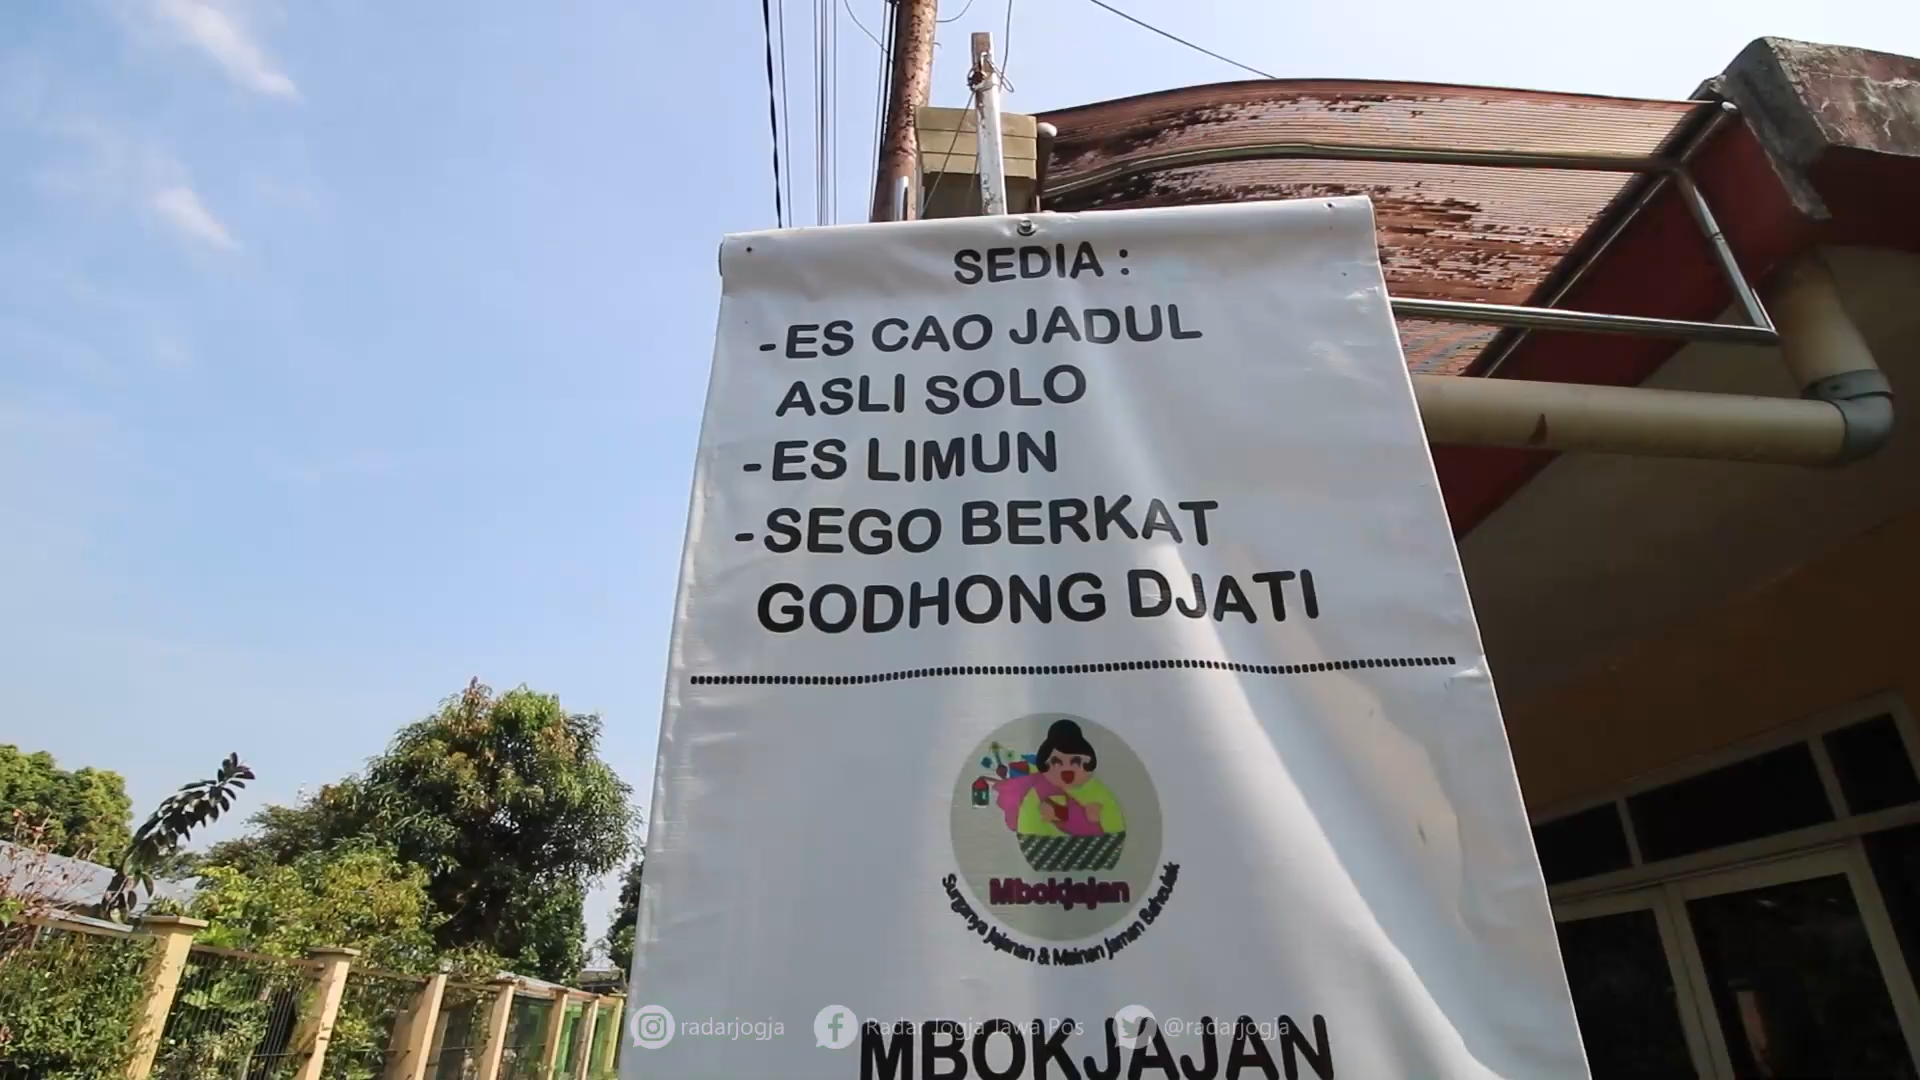 SEDIA :
-ES CAO JADUL
ASLI SOLO
-ES LIMUN
-SEGO BERKAT
GODHONG DJATI
Mbokjajan
Surganya Jajanan & Mainan Jaman Baheulak
MBOKJAJAN
radarjogja Radar Jogja Jawa Pos @radarjogja